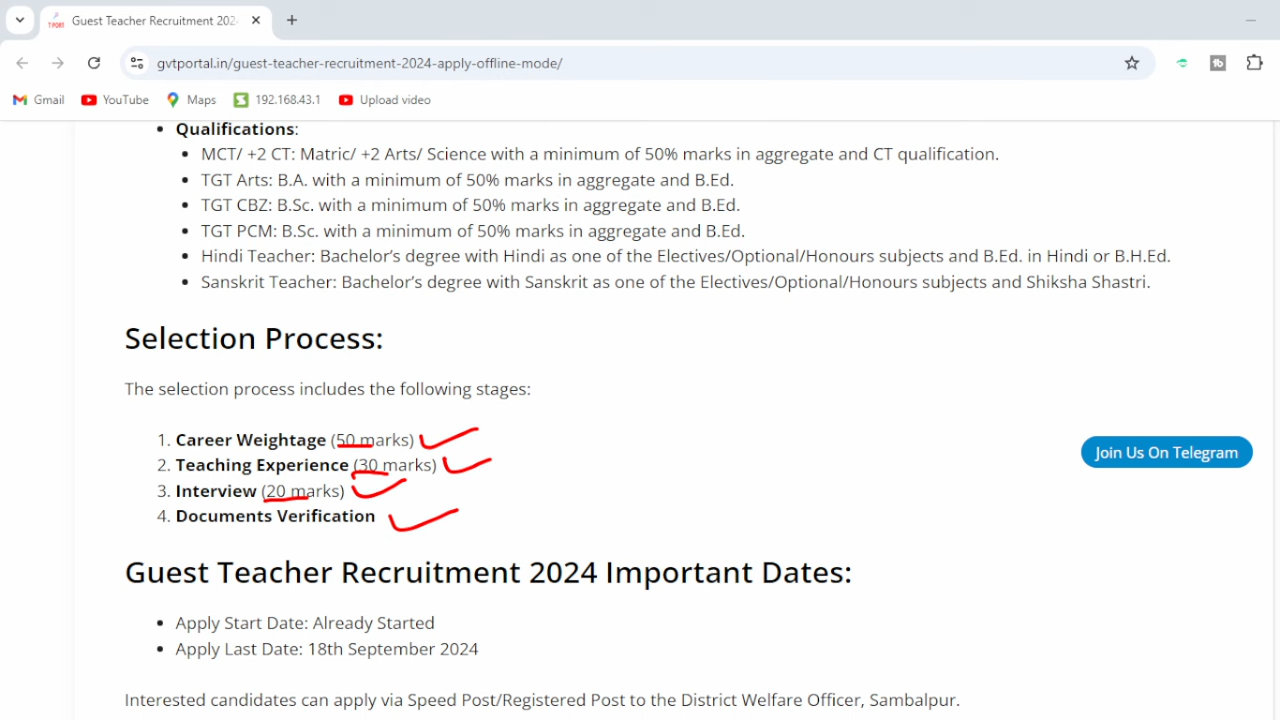 T PORT
Guest Teacher Recruitment 202
gvtportal.in/guest-teacher-recruitment-2024-apply-offline-mode/
Gmail YouTube Maps 192.168.43.1 Upload video
• Qualifications:
• MCT/ +2 CT: Matric/ +2 Arts/ Science with a minimum of 50% marks in aggregate and CT qualification.
• TGT Arts: B.A. with a minimum of 50% marks in aggregate and B.Ed.
• TGT CBZ: B.Sc. with a minimum of 50% marks in aggregate and B.Ed.
• TGT PCM: B.Sc. with a minimum of 50% marks in aggregate and B.Ed.
• Hindi Teacher: Bachelor’s degree with Hindi as one of the Electives/Optional/Honours subjects and B.Ed. in Hindi or B.H.Ed.
• Sanskrit Teacher: Bachelor’s degree with Sanskrit as one of the Electives/Optional/Honours subjects and Shiksha Shastri.
Selection Process:
The selection process includes the following stages:
1. Career Weightage (50 marks)
2. Teaching Experience (30 marks)
Join Us On Telegram
3. Interview (20 marks)
4. Documents Verification
Guest Teacher Recruitment 2024 Important Dates:
• Apply Start Date: Already Started
• Apply Last Date: 18th September 2024
Interested candidates can apply via Speed Post/Registered Post to the District Welfare Officer, Sambalpur.